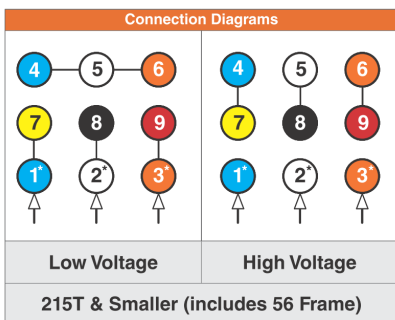 Connection Diagrams
4 5 6 4 5 6
7 8 9 7 8 9
1* 2* 3* 1* 2* 3*
Low Voltage High Voltage
215T & Smaller (includes 56 Frame)